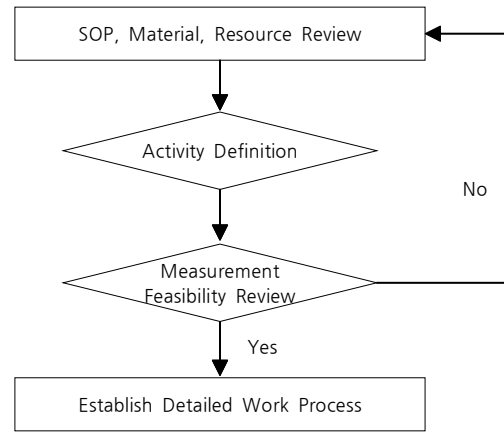 SOP, Material, Resource Review
Activity Definition
No
Measurement
Feasibility Review
Yes
Establish Detailed Work Process